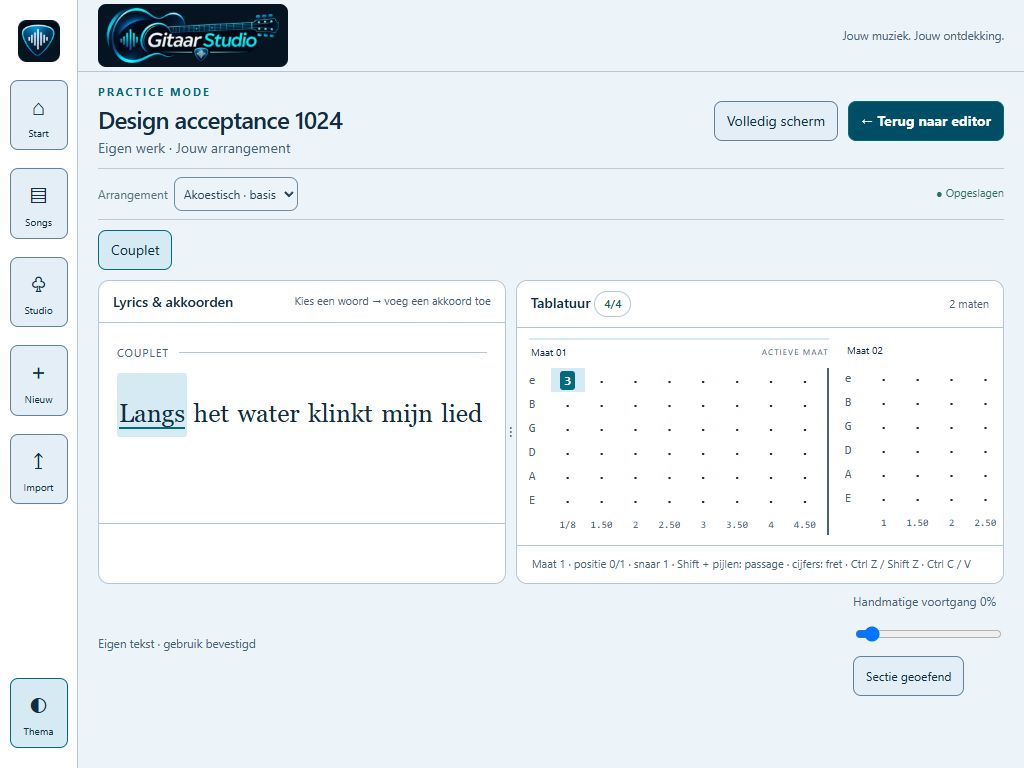 Gitaar Studio
Jouw muziek. Jouw ontdekking.
Start
Songs
Studio
Nieuw
Import
Thema
PRACTICE MODE
Design acceptance 1024
Eigen werk · Jouw arrangement
Volledig scherm
← Terug naar editor
Arrangement
Akoestisch · basis
● Opgeslagen
Couplet
Lyrics & akkoorden
Kies een woord → voeg een akkoord toe
COUPLET
Langs het water klinkt mijn lied
Tablatuur 4/4
2 maten
Maat 01
ACTIEVE MAAT
e 3 · · · · · · ·
B · · · · · · · ·
G · · · · · · · ·
D · · · · · · · ·
A · · · · · · · ·
E · · · · · · · ·
1/8 1.50 2 2.50 3 3.50 4 4.50
Maat 02
e · · · ·
B · · · ·
G · · · ·
D · · · ·
A · · · ·
E · · · ·
1 1.50 2 2.50
Maat 1 · positie 0/1 · snaar 1 · Shift + pijlen: passage · cijfers: fret · Ctrl Z / Shift Z · Ctrl C / V
Eigen tekst · gebruik bevestigd
Handmatige voortgang 0%
Sectie geoefend